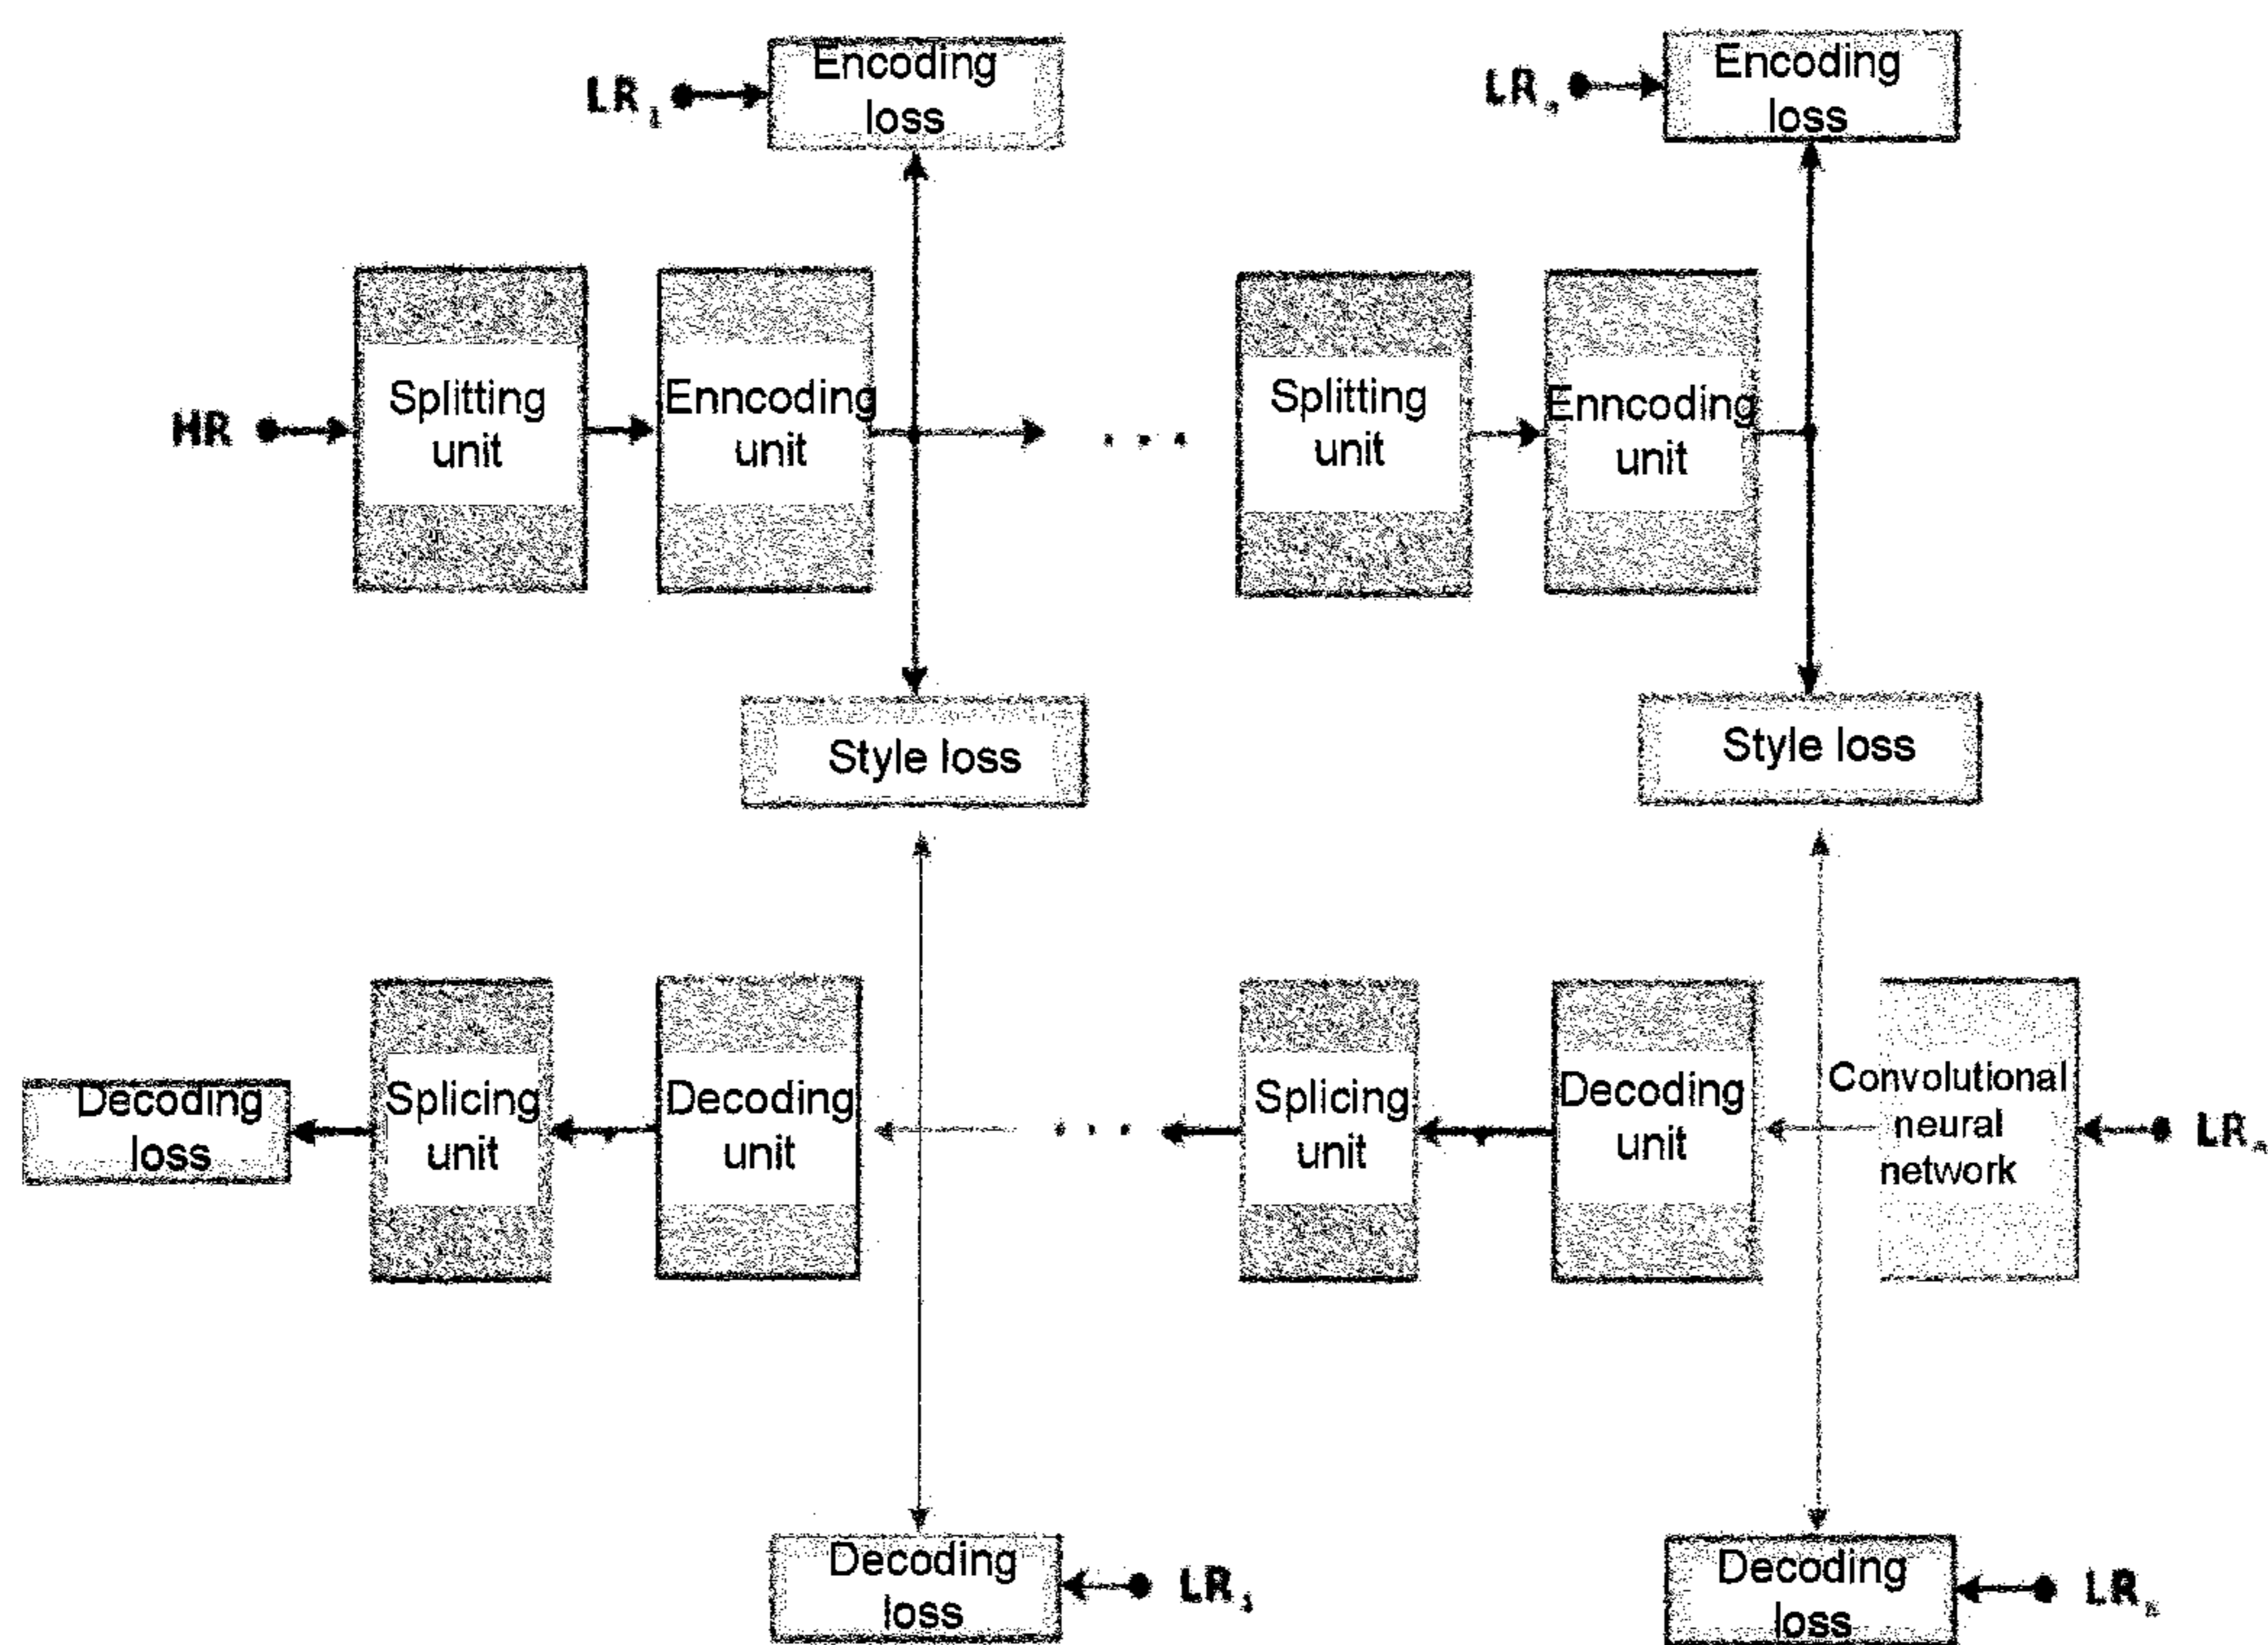 Encoding
loss
LR 1
Encoding
loss
LR
HR
Splitting
unit
Enncoding
unit
. . .
Splitting
unit
Enncoding
unit
Style loss
Style loss
Decoding
loss
Splicing
unit
Decoding
unit
. . .
Splicing
unit
Decoding
unit
Convolutional
neural
network
LR
Decoding
loss
LR 1
Decoding
loss
LR